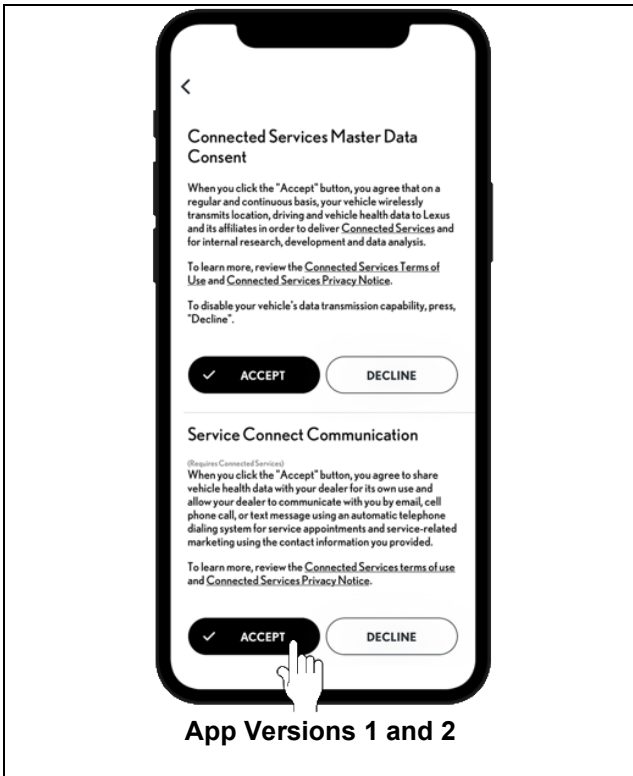 Connected Services Master Data
Consent
When you click the "Accept" button, you agree that on a
regular and continuous basis, your vehicle wirelessly
transmits location, driving and vehicle health data to Lexus
and its affiliates in order to deliver Connected Services and
for internal research, development and data analysis.
To learn more, review the Connected Services Terms of
Use and Connected Services Privacy Notice.
To disable your vehicle's data transmission capability, press,
"Decline".
ACCEPT DECLINE
Service Connect Communication
(Requires Connected Services)
When you click the "Accept" button, you agree to share
vehicle health data with your dealer for its own use and
allow your dealer to communicate with you by email, cell
phone call, or text message using an automatic telephone
dialing system for service appointments and service-related
marketing using the contact information you provided.
To learn more, review the Connected Services terms of use
and Connected Services Privacy Notice.
ACCEPT DECLINE
App Versions 1 and 2